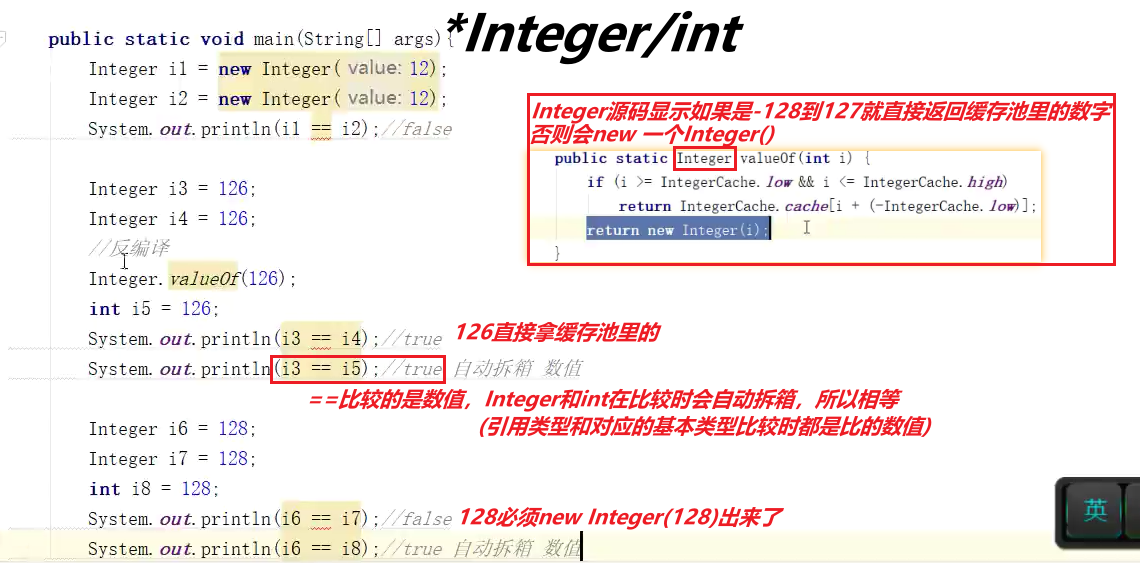 *Integer/int
public static void main(String[] args){
Integer i1 = new Integer( value: 12);
Integer i2 = new Integer( value: 12);
System.out.println(i1 == i2);//false
Integer i3 = 126;
Integer i4 = 126;
//反编译
Integer.valueOf(126);
int i5 = 126;
System.out.println(i3 == i4);//true 126直接拿缓存池里的
System.out.println(i3 == i5);//true 自动拆箱 数值
==比较的是数值，Integer和int在比较时会自动拆箱，所以相等
(引用类型和对应的基本类型比较时都是比的数值)
Integer i6 = 128;
Integer i7 = 128;
int i8 = 128;
System.out.println(i6 == i7);//false 128必须new Integer(128)出来了
System.out.println(i6 == i8);//true 自动拆箱 数值
Integer源码显示如果是-128到127就直接返回缓存池里的数字
否则会new 一个Integer()
public static Integer valueOf(int i) {
if (i >= IntegerCache.low && i <= IntegerCache.high)
return IntegerCache.cache[i + (-IntegerCache.low)];
return new Integer(i);
}
英